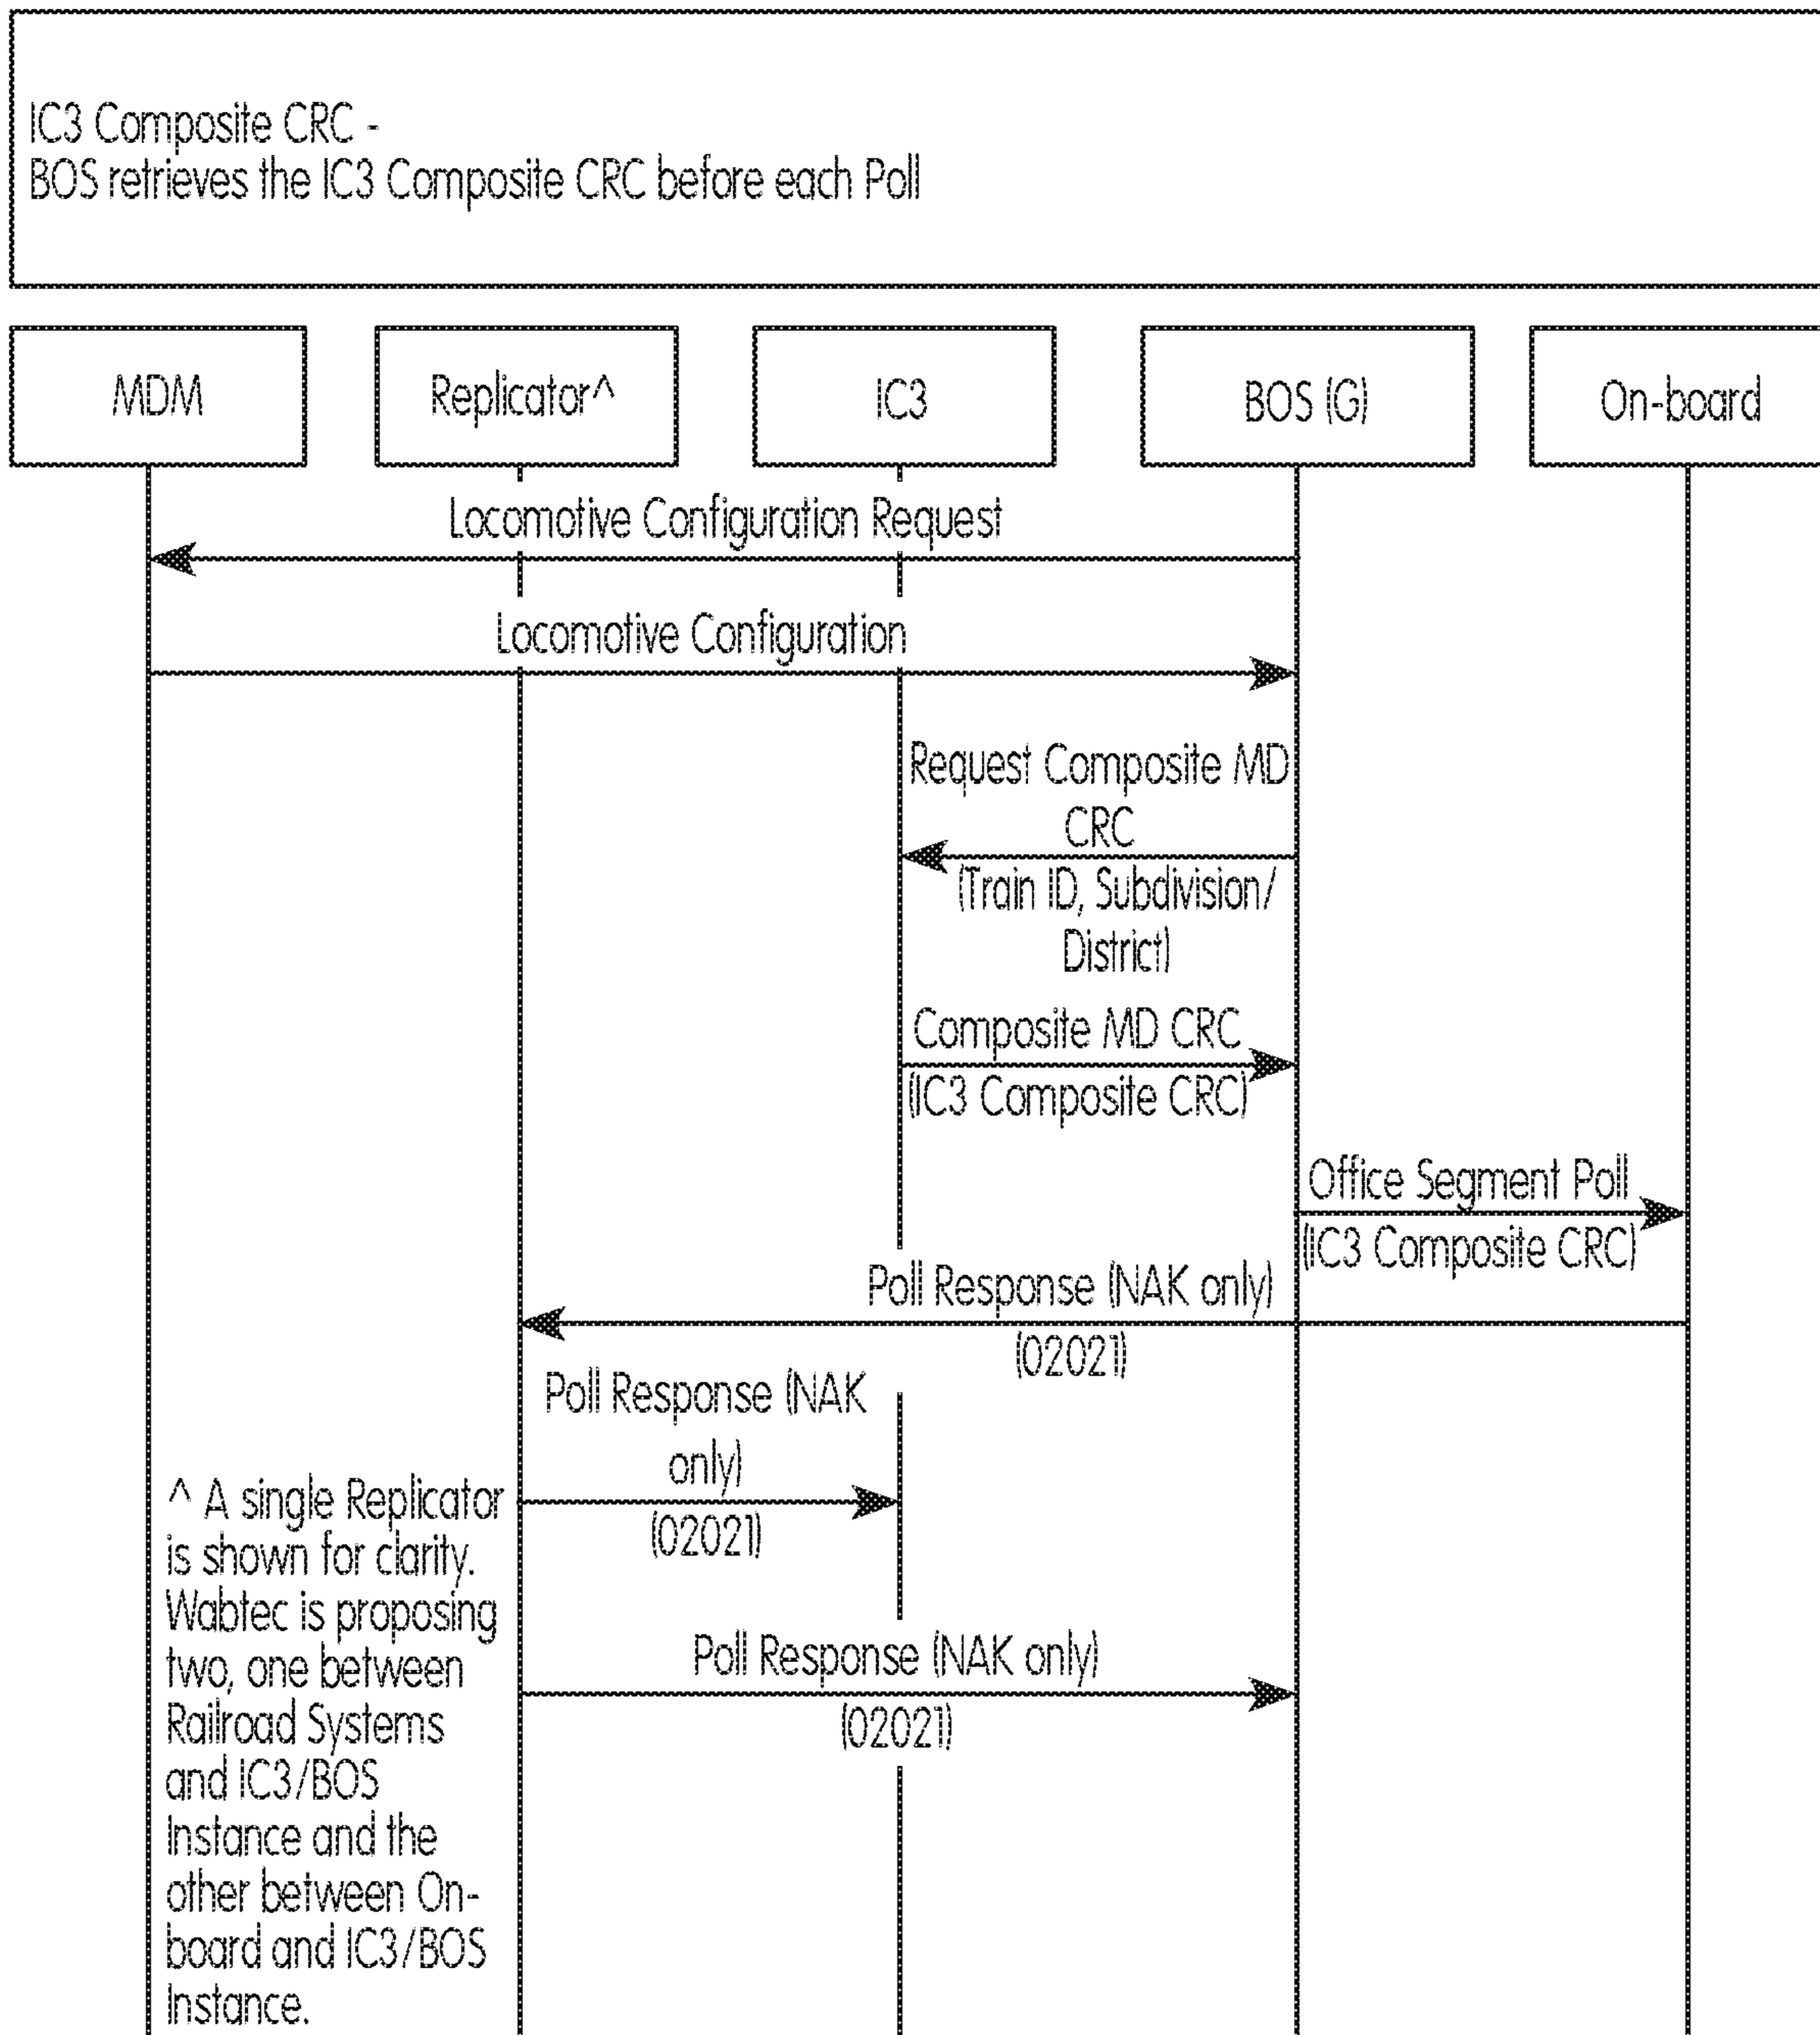 IC3 Composite CRC -
BOS retrieves the IC3 Composite CRC before each Poll
MDM
Replicator^
IC3
BOS (G)
On-board
Locomotive Configuration Request
Locomotive Configuration
Request Composite MD
CRC
(Train ID, Subdivision/
District)
Composite MD CRC
(IC3 Composite CRC)
Office Segment Poll
(IC3 Composite CRC)
Poll Response (NAK only)
(02021)
Poll Response (NAK
only)
(02021)
Poll Response (NAK only)
(02021)
^ A single Replicator
is shown for clarity.
Wabtec is proposing
two, one between
Railroad Systems
and IC3/BOS
Instance and the
other between On-
board and IC3/BOS
Instance.